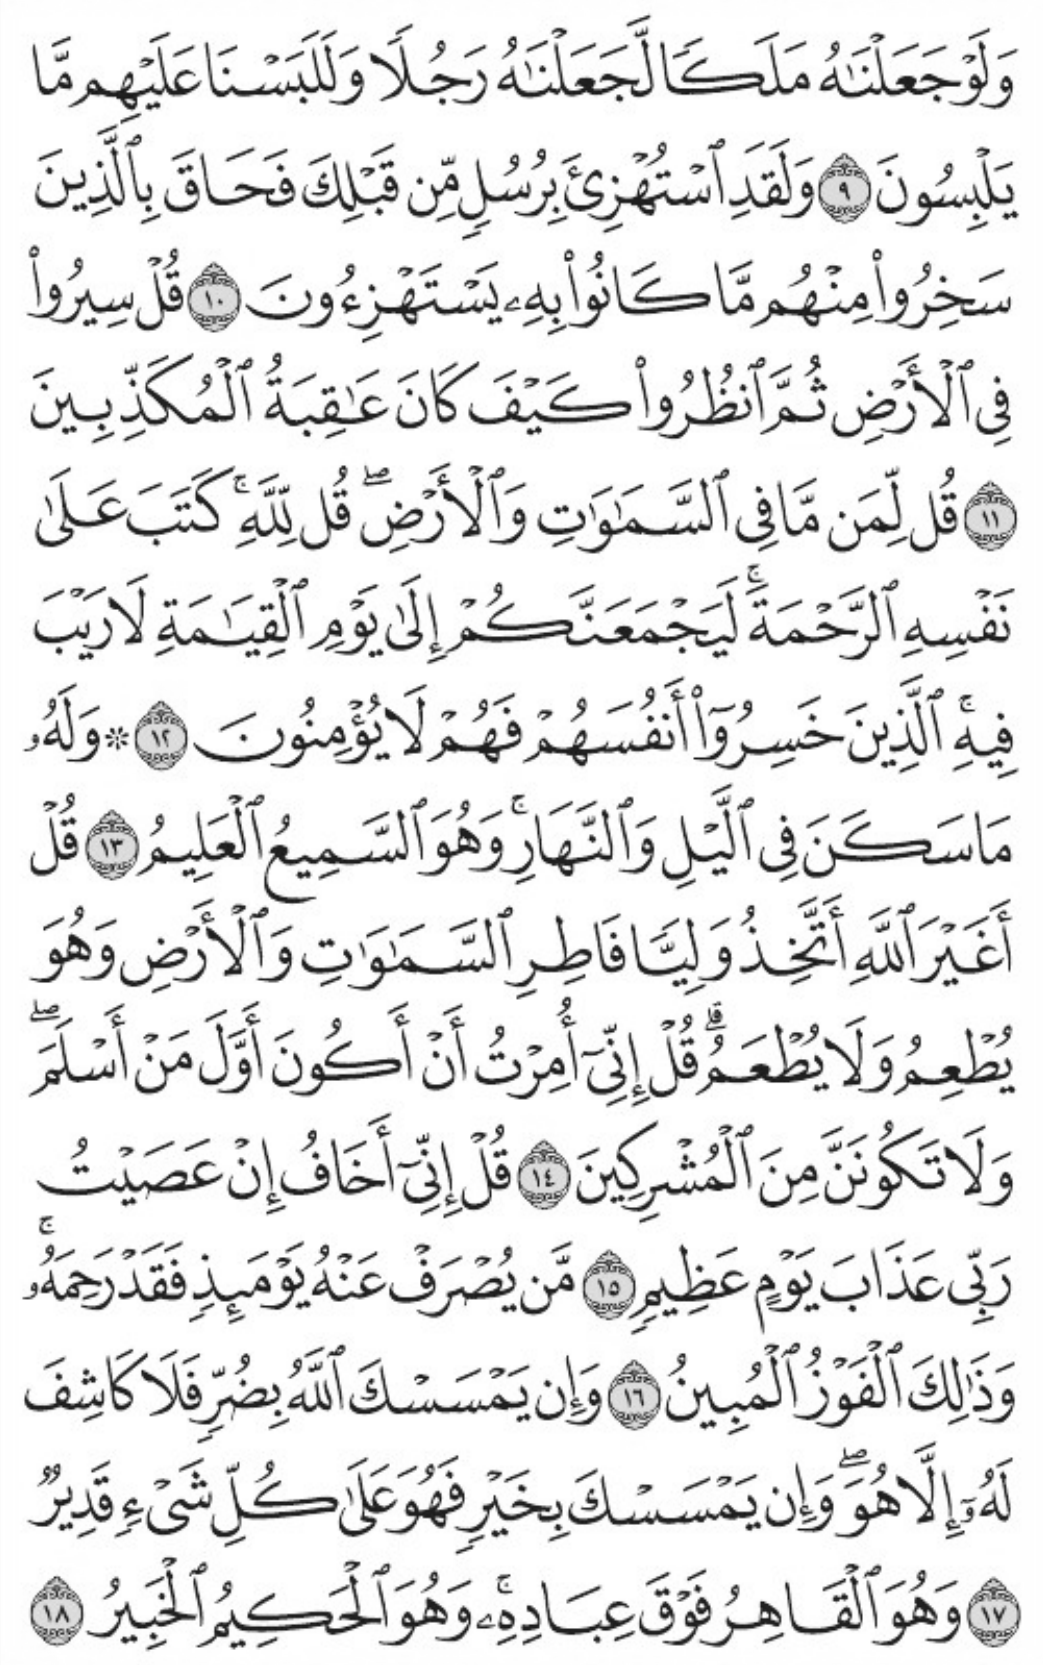 وَلَوْ جَعَلْنَٰهُ مَلَكًا لَّجَعَلْنَٰهُ رَجُلًا وَلَلَبَسْنَا عَلَيْهِم مَّا
يَلْبِسُونَ ٩ وَلَقَدِ ٱسْتُهْزِئَ بِرُسُلٍ مِّن قَبْلِكَ فَحَاقَ بِٱلَّذِينَ
سَخِرُوا۟ مِنْهُم مَّا كَانُوا۟ بِهِۦ يَسْتَهْزِءُونَ ١٠ قُلْ سِيرُوا۟
فِى ٱلْأَرْضِ ثُمَّ ٱنظُرُوا۟ كَيْفَ كَانَ عَٰقِبَةُ ٱلْمُكَذِّبِينَ
١١ قُل لِّمَن مَّا فِى ٱلسَّمَٰوَٰتِ وَٱلْأَرْضِ ۖ قُل لِّلَّهِ ۚ كَتَبَ عَلَىٰ
نَفْسِهِ ٱلرَّحْمَةَ ۚ لَيَجْمَعَنَّكُمْ إِلَىٰ يَوْمِ ٱلْقِيَٰمَةِ لَا رَيْبَ
فِيهِ ۚ ٱلَّذِينَ خَسِرُوٓا۟ أَنفُسَهُمْ فَهُمْ لَا يُؤْمِنُونَ ١٢ ۞ وَلَهُۥ
مَا سَكَنَ فِى ٱلَّيْلِ وَٱلنَّهَارِ ۚ وَهُوَ ٱلسَّمِيعُ ٱلْعَلِيمُ ١٣ قُلْ
أَغَيْرَ ٱللَّهِ أَتَّخِذُ وَلِيًّا فَاطِرِ ٱلسَّمَٰوَٰتِ وَٱلْأَرْضِ وَهُوَ
يُطْعِمُ وَلَا يُطْعَمُ ۗ قُلْ إِنِّىٓ أُمِرْتُ أَنْ أَكُونَ أَوَّلَ مَنْ أَسْلَمَ ۖ
وَلَا تَكُونَنَّ مِنَ ٱلْمُشْرِكِينَ ١٤ قُلْ إِنِّىٓ أَخَافُ إِنْ عَصَيْتُ
رَبِّى عَذَابَ يَوْمٍ عَظِيمٍ ١٥ مَّن يُصْرَفْ عَنْهُ يَوْمَئِذٍ فَقَدْ رَحِمَهُۥ ۚ
وَذَٰلِكَ ٱلْفَوْزُ ٱلْمُبِينُ ١٦ وَإِن يَمْسَسْكَ ٱللَّهُ بِضُرٍّ فَلَا كَاشِفَ
لَهُۥٓ إِلَّا هُوَ ۖ وَإِن يَمْسَسْكَ بِخَيْرٍ فَهُوَ عَلَىٰ كُلِّ شَىْءٍ قَدِيرٌ
١٧ وَهُوَ ٱلْقَاهِرُ فَوْقَ عِبَادِهِۦ ۚ وَهُوَ ٱلْحَكِيمُ ٱلْخَبِيرُ ١٨